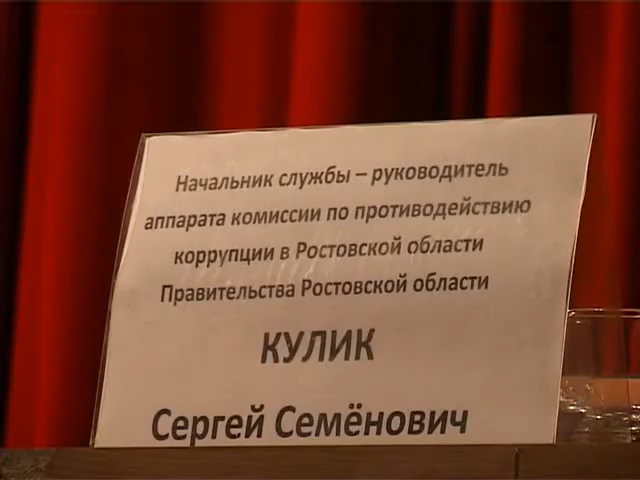 Начальник службы – руководитель
аппарата комиссии по противодействию
коррупции в Ростовской области
Правительства Ростовской области
КУЛИК
Сергей Семёнович